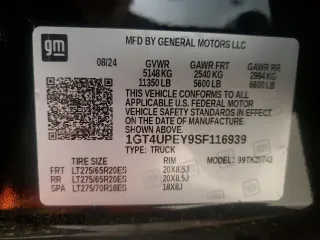 gm
MFD BY GENERAL MOTORS LLC
08/24 GVWR GAWR FRT GAWR RR
5148 KG 2540 KG 2994 KG
11350 LB 5600 LB 6600 LB
THIS VEHICLE CONFORMS TO ALL APPLICABLE U.S. FEDERAL MOTOR
VEHICLE SAFETY STANDARDS IN EFFECT ON THE DATE OF
MANUFACTURE SHOWN ABOVE.
1GT4UPEY9SF116939
TYPE: TRUCK MODEL: 99TK20743
RIM
FRT LT275/65R20ES 20X8.5J
RR LT275/65R20ES 20X8.5J
SPA LT275/70R18ES 18X8J